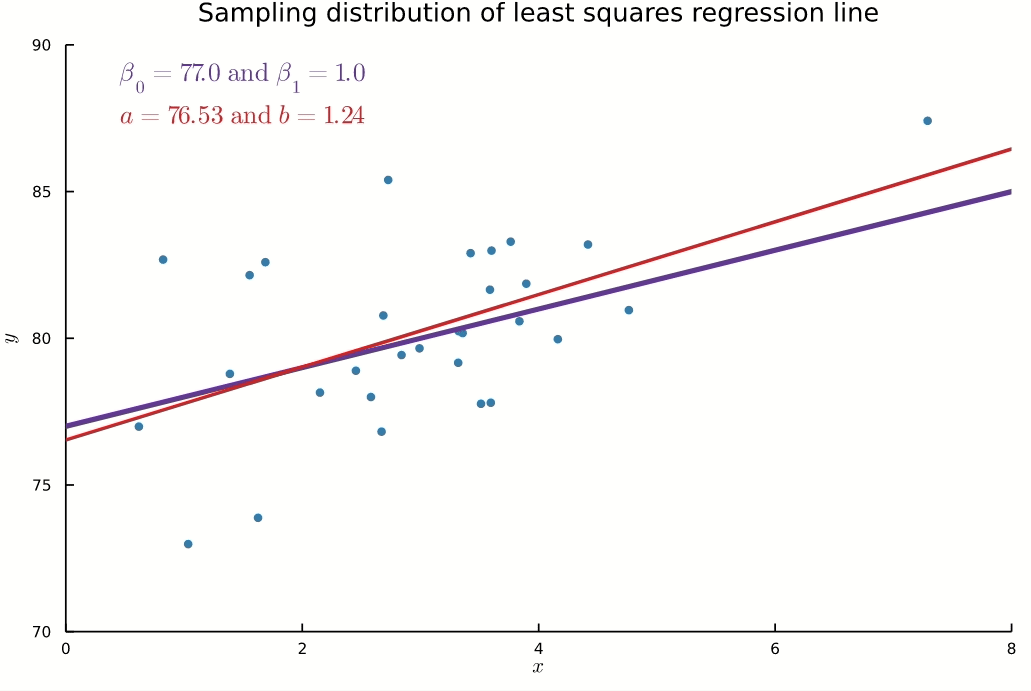 Sampling distribution of least squares regression line
90
β₀ = 77.0 and β₁ = 1.0
a = 76.53 and b = 1.24
85
80
y
75
70
0 2 4 6 8
x